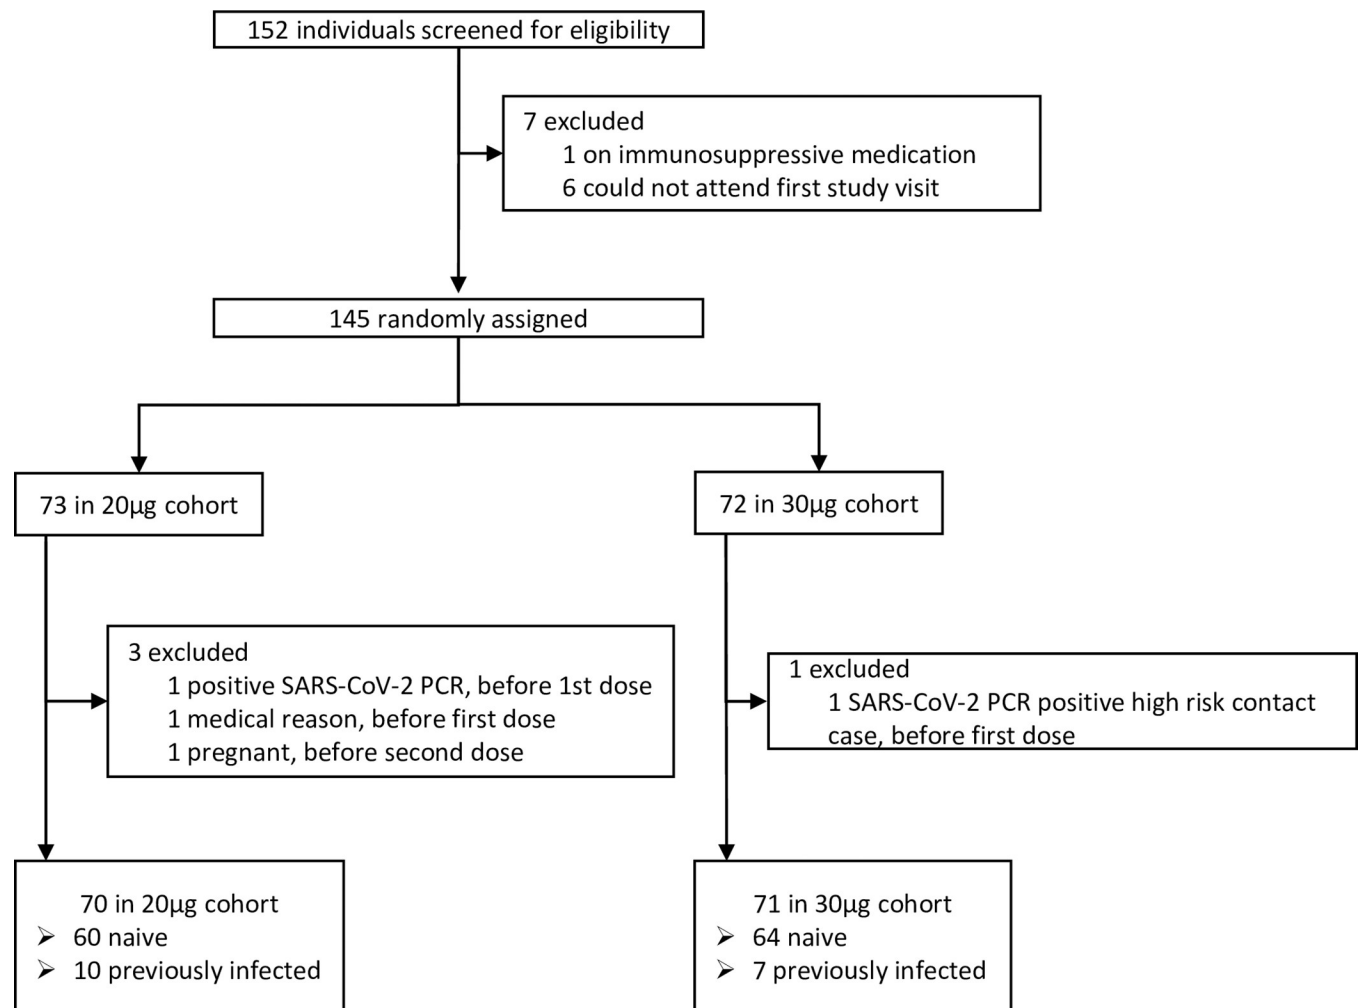 152 individuals screened for eligibility
7 excluded
1 on immunosuppressive medication
6 could not attend first study visit
145 randomly assigned
73 in 20µg cohort
72 in 30µg cohort
3 excluded
1 positive SARS-CoV-2 PCR, before 1st dose
1 medical reason, before first dose
1 pregnant, before second dose
1 excluded
1 SARS-CoV-2 PCR positive high risk contact
case, before first dose
70 in 20µg cohort
➢ 60 naive
➢ 10 previously infected
71 in 30µg cohort
➢ 64 naive
➢ 7 previously infected